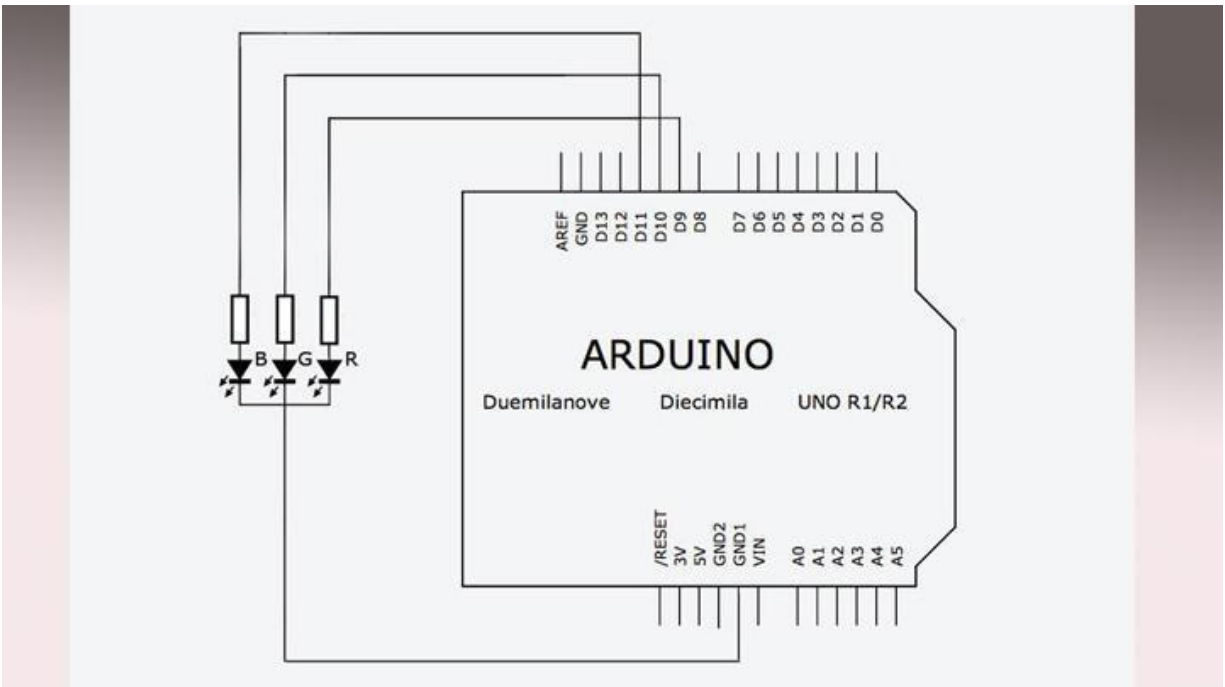 AREF
GND
D13
D12
D11
D10
D9
D8
D7
D6
D5
D4
D3
D2
D1
D0
B
G
R
ARDUINO
Duemilanove Diecimila UNO R1/R2
/RESET
3V
5V
GND2
GND1
VIN
A0
A1
A2
A3
A4
A5